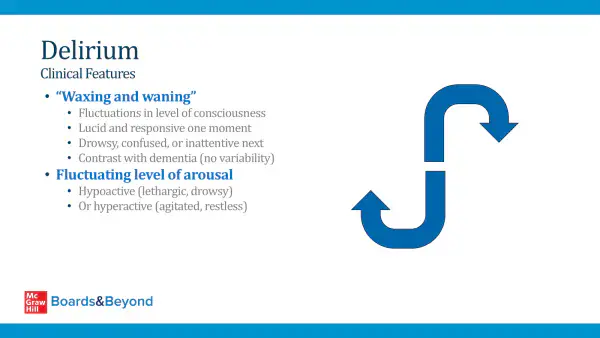 Delirium
Clinical Features
• “Waxing and waning”
• Fluctuations in level of consciousness
• Lucid and responsive one moment
• Drowsy, confused, or inattentive next
• Contrast with dementia (no variability)
• Fluctuating level of arousal
• Hypoactive (lethargic, drowsy)
• Or hyperactive (agitated, restless)
Mc
Graw
Hill
Boards&Beyond